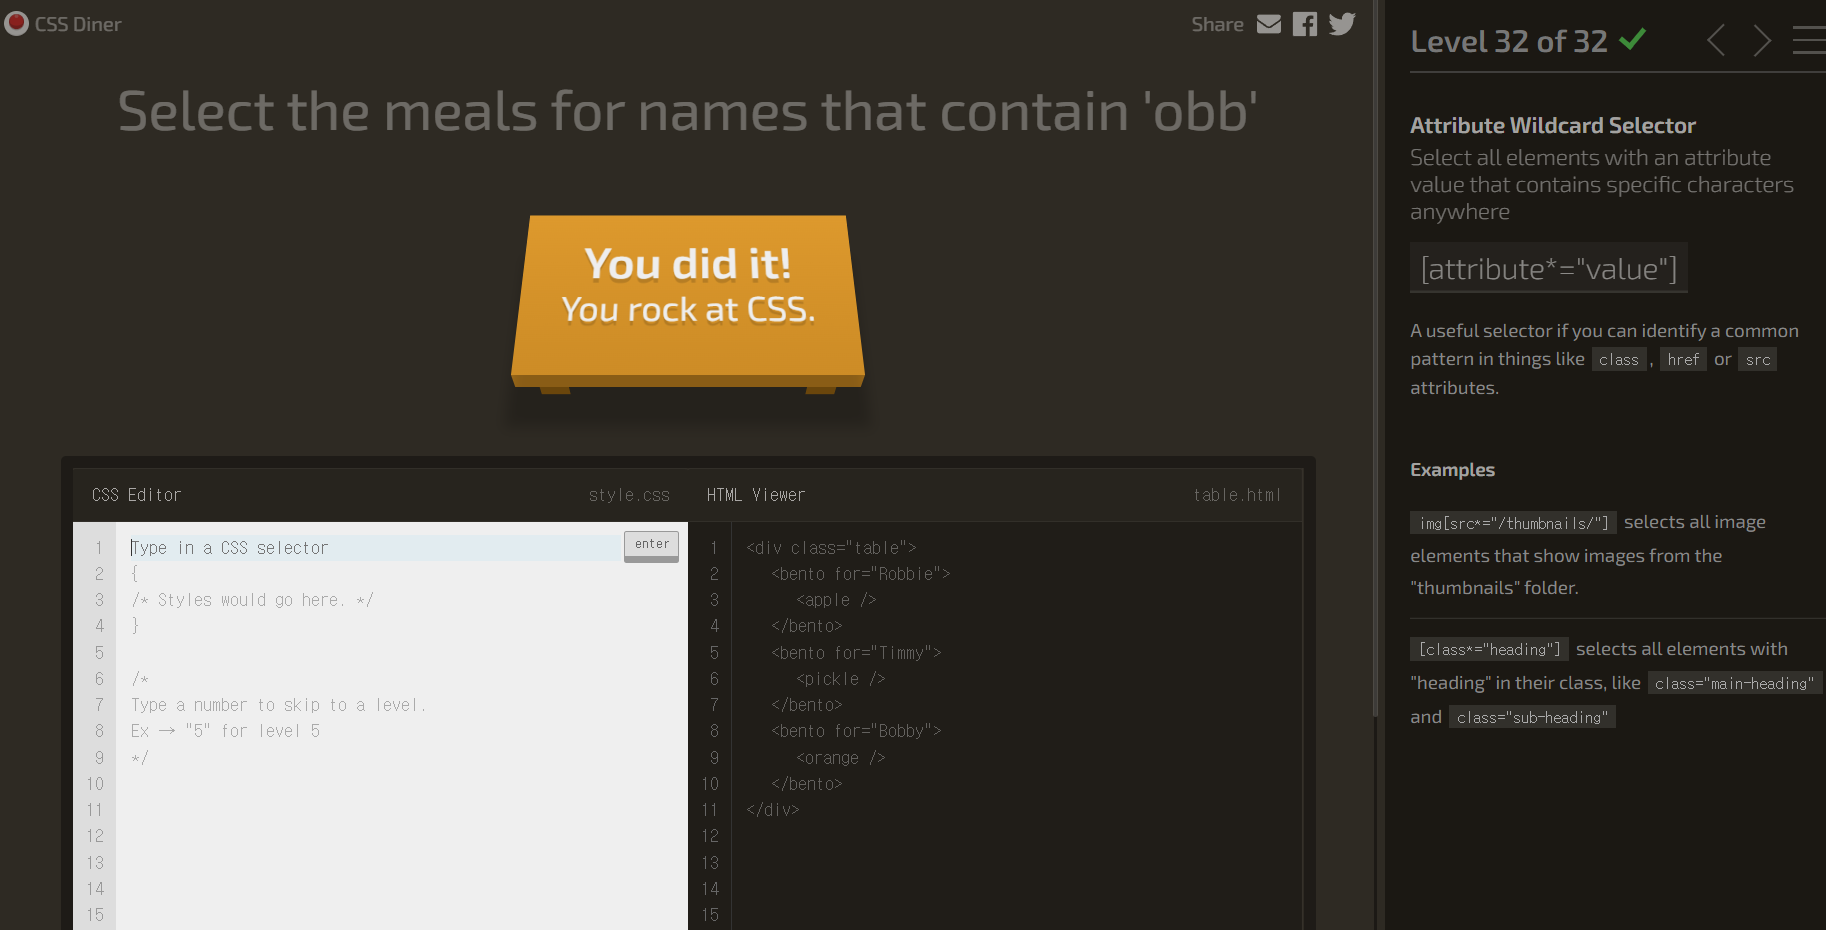 CSS Diner
Share
Select the meals for names that contain 'obb'
You did it!
You rock at CSS.
CSS Editor
style.css
1 Type in a CSS selector
enter
2 {
3 /* Styles would go here. */
4 }
5
6 /*
7 Type a number to skip to a level.
8 Ex → "5" for level 5
9 */
10
11
12
13
14
15
HTML Viewer
table.html
1 <div class="table">
2 <bento for="Robbie">
3 <apple />
4 </bento>
5 <bento for="Timmy">
6 <pickle />
7 </bento>
8 <bento for="Bobby">
9 <orange />
10 </bento>
11 </div>
12
13
14
15
Level 32 of 32
Attribute Wildcard Selector
Select all elements with an attribute
value that contains specific characters
anywhere
[attribute*="value"]
A useful selector if you can identify a common
pattern in things like class , href or src
attributes.
Examples
img[src*="/thumbnails/"] selects all image
elements that show images from the
"thumbnails" folder.
[class*="heading"] selects all elements with
"heading" in their class, like class="main-heading"
and class="sub-heading"